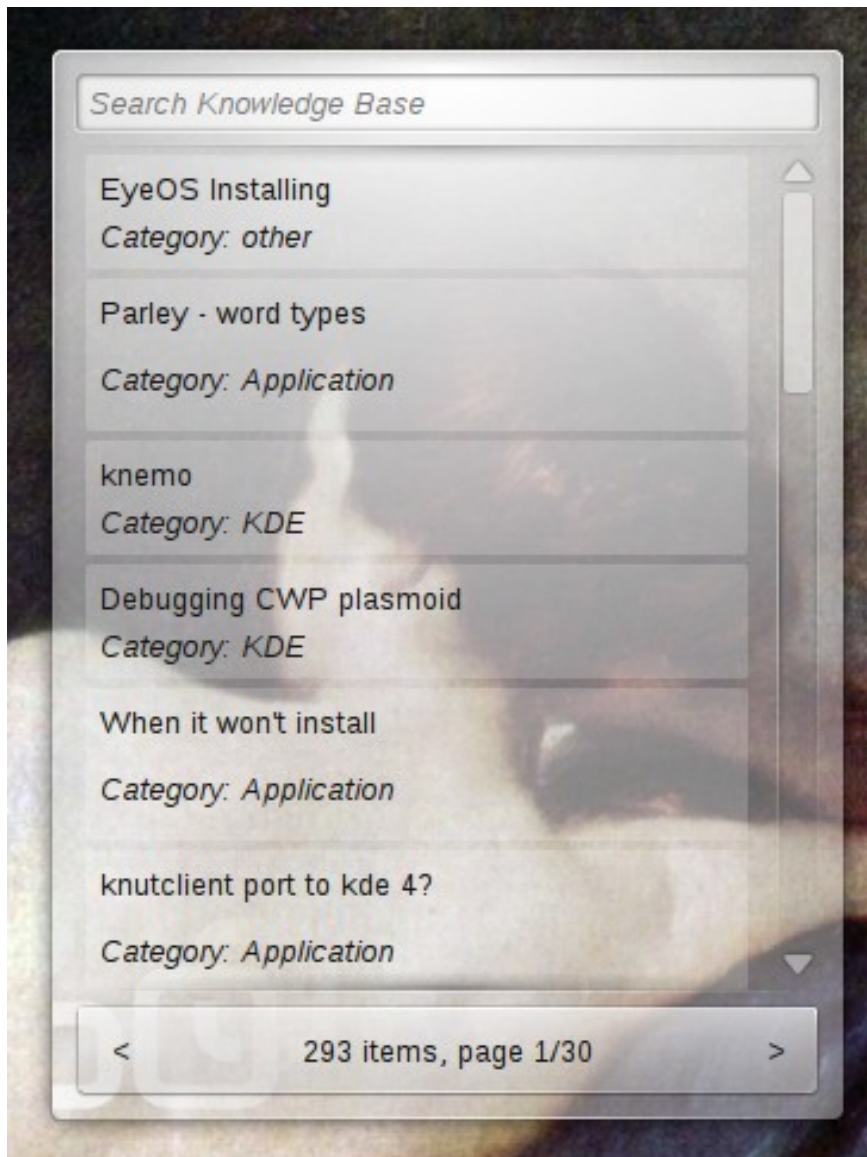 Search Knowledge Base
EyeOS Installing
Category: other
Parley - word types
Category: Application
knemo
Category: KDE
Debugging CWP plasmoid
Category: KDE
When it won't install
Category: Application
knutclient port to kde 4?
Category: Application
< 293 items, page 1/30 >